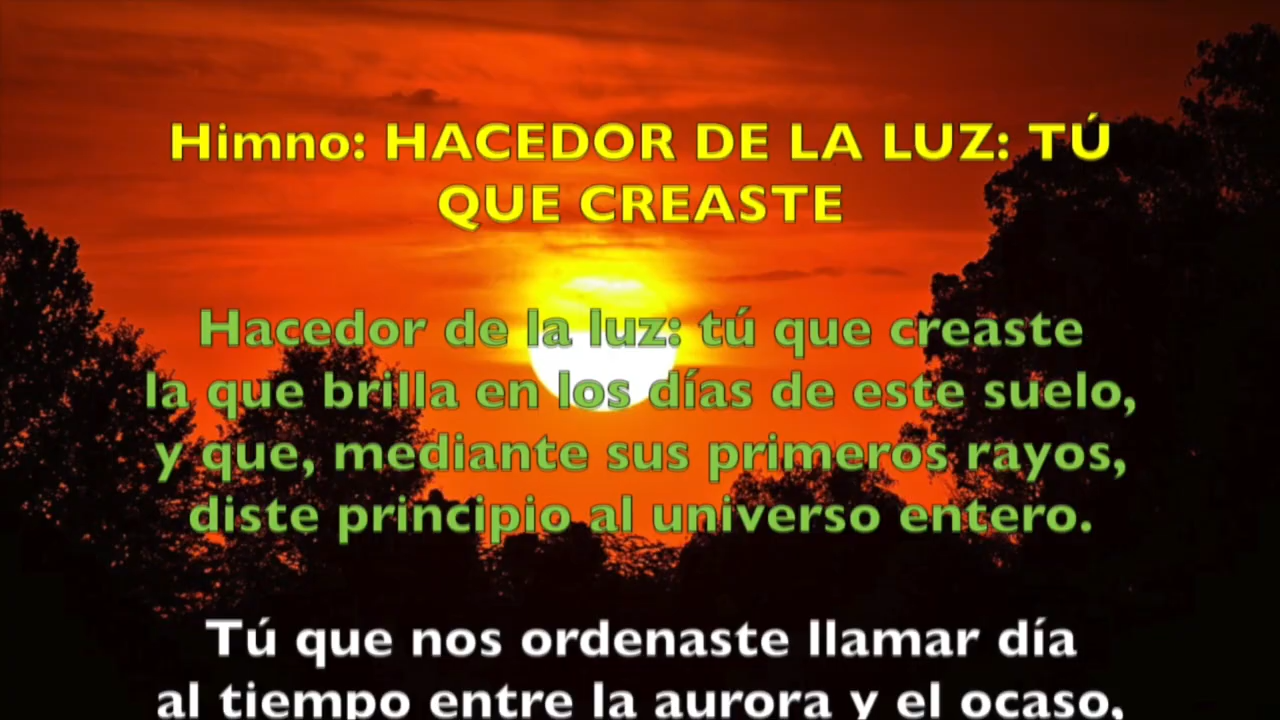 Himno: HACEDOR DE LA LUZ: TÚ
QUE CREASTE
Hacedor de la luz: tú que creaste
la que brilla en los días de este suelo,
y que, mediante sus primeros rayos,
diste principio al universo entero.
Tú que nos ordenaste llamar día
al tiempo entre la aurora y el ocaso,